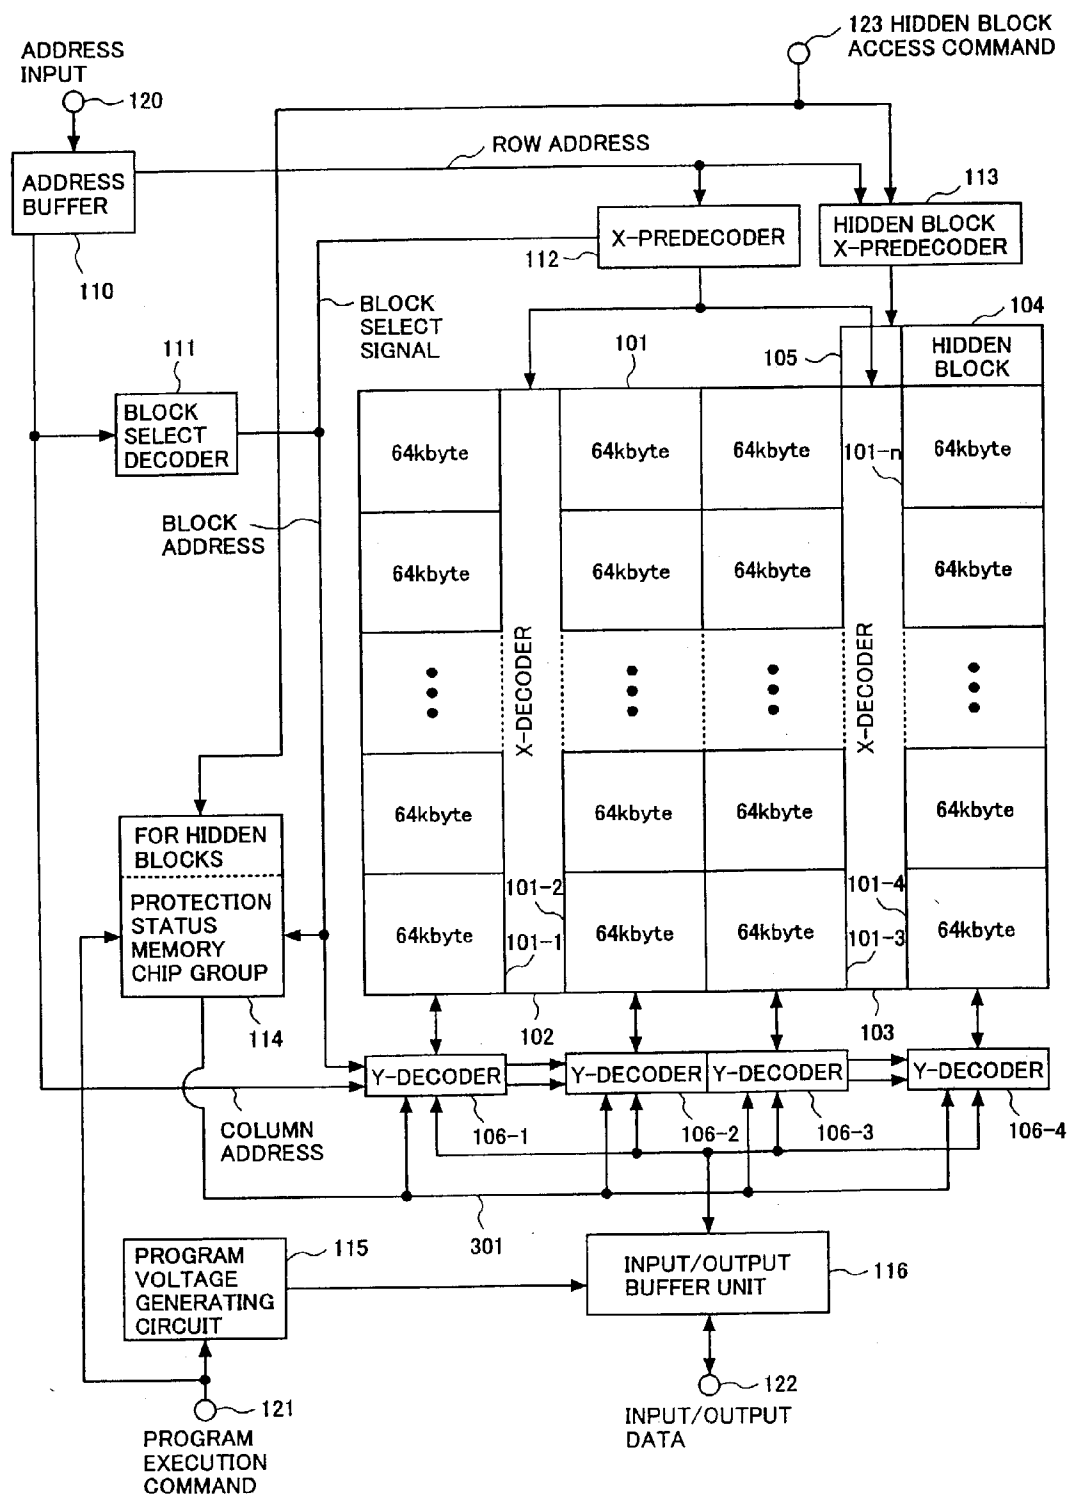 123 HIDDEN BLOCK
ACCESS COMMAND
ADDRESS
INPUT
120
ROW ADDRESS
ADDRESS
BUFFER
110
113
X-PREDECODER
112
HIDDEN BLOCK
X-PREDECODER
BLOCK
SELECT
SIGNAL
104
101
105
HIDDEN
BLOCK
111
BLOCK
SELECT
DECODER
64kbyte
64kbyte
64kbyte
101-n
64kbyte
BLOCK
ADDRESS
64kbyte
64kbyte
64kbyte
64kbyte
X-DECODER
X-DECODER
64kbyte
64kbyte
64kbyte
64kbyte
FOR HIDDEN
BLOCKS
PROTECTION
STATUS
MEMORY
CHIP GROUP
114
101-2
101-4
64kbyte
101-1
64kbyte
64kbyte
101-3
64kbyte
102
103
Y-DECODER
Y-DECODER
Y-DECODER
Y-DECODER
106-1
106-2
106-3
106-4
COLUMN
ADDRESS
301
PROGRAM
VOLTAGE
GENERATING
CIRCUIT
115
INPUT/OUTPUT
BUFFER UNIT
116
121
PROGRAM
EXECUTION
COMMAND
122
INPUT/OUTPUT
DATA